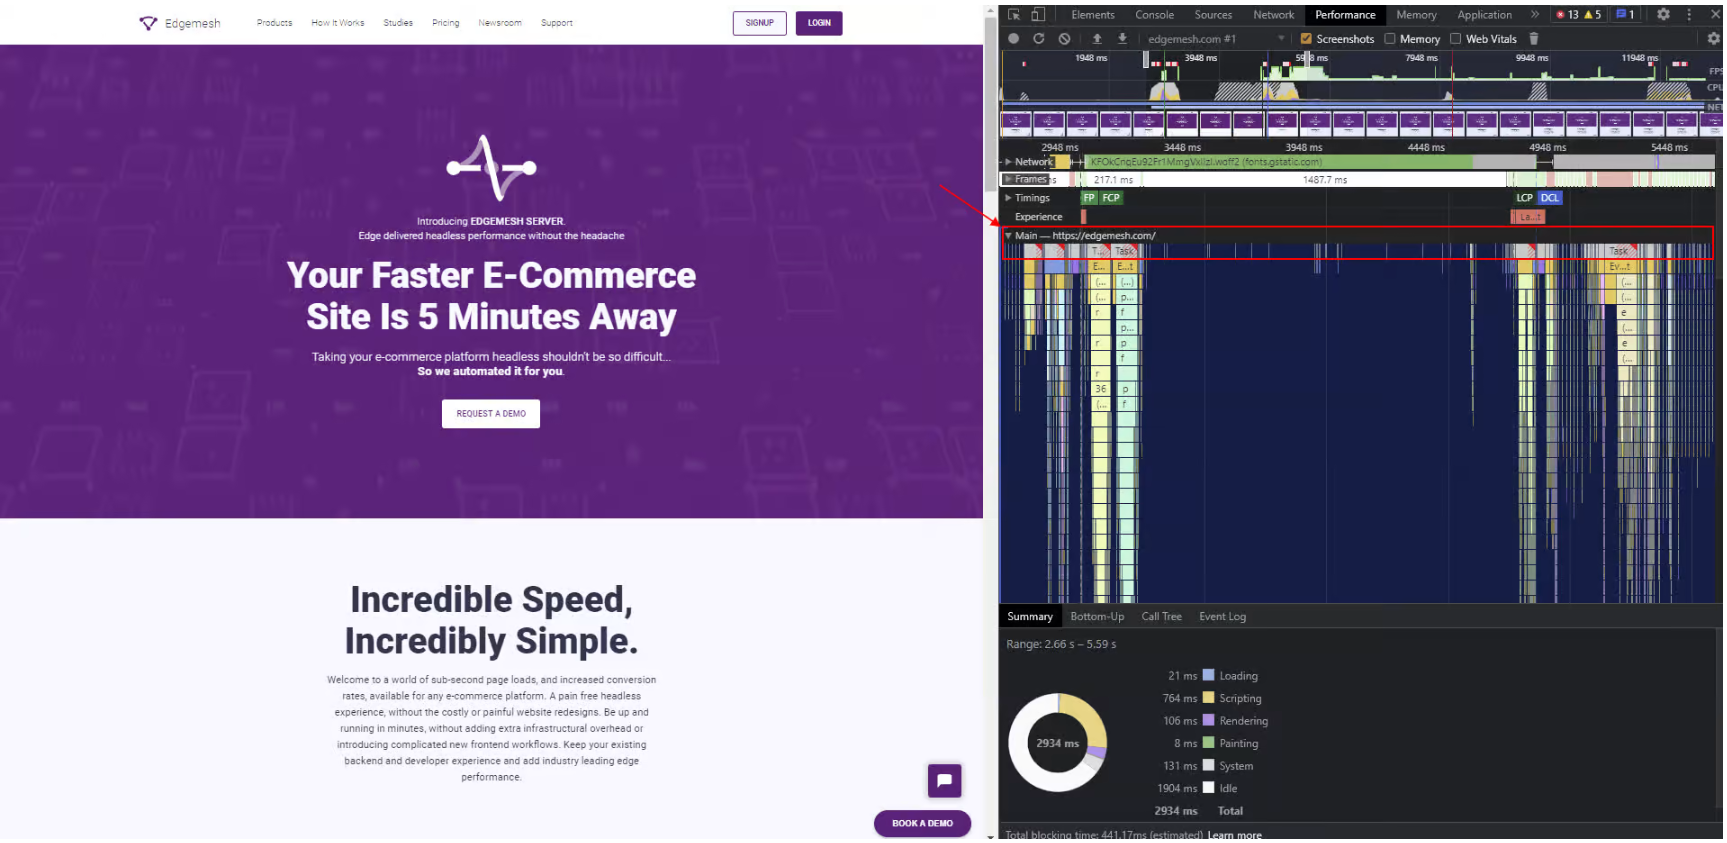 Edgemesh
Products How It Works Studies Pricing Newsroom Support
SIGNUP LOGIN
Introducing EDGEMESH SERVER.
Edge delivered headless performance without the headache
Your Faster E-Commerce
Site Is 5 Minutes Away
Taking your e-commerce platform headless shouldn't be so difficult...
So we automated it for you.
REQUEST A DEMO
Incredible Speed,
Incredibly Simple.
Welcome to a world of sub-second page loads, and increased conversion
rates, available for any e-commerce platform. A pain free headless
experience, without the costly or painful website redesigns. Be up and
running in minutes, without adding extra infrastructural overhead or
introducing complicated new frontend workflows. Keep your existing
backend and developer experience and add industry leading edge
performance.
BOOK A DEMO
Elements Console Sources Network Performance Memory Application » 13 5 1
edgemesh.com #1 Screenshots Memory Web Vitals
1948 ms 3948 ms 7948 ms 9948 ms 11948 ms
FPS
CPU
NET
2948 ms 3448 ms 3948 ms 4448 ms 4948 ms 5448 ms
Network (fonts.gstatic.com)
Frames 217.1 ms 1487.7 ms
Timings FP FCP LCP DCL
Experience La...t
Main — https://edgemesh.com/
T... Task Task
E... E...t Ev...t
(... (...) (...
(... p... (...
r f e
p... (...
r p e
f (...
r
36 p
(... f
Summary Bottom-Up Call Tree Event Log
Range: 2.66 s – 5.59 s
21 ms Loading
764 ms Scripting
106 ms Rendering
2934 ms
8 ms Painting
131 ms System
1904 ms Idle
2934 ms Total
Total blocking time: 441.17ms (estimated) Learn more